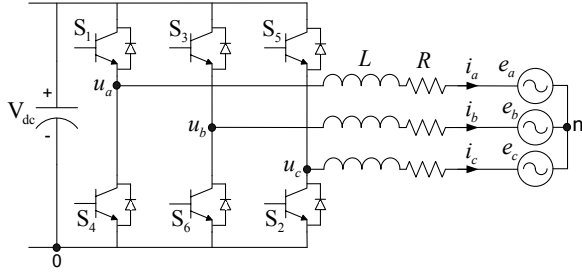 S1 S3 S5
L R
ua ia ea
+
Vdc
-
ub ib eb
n
uc ic ec
S4 S6 S2
0